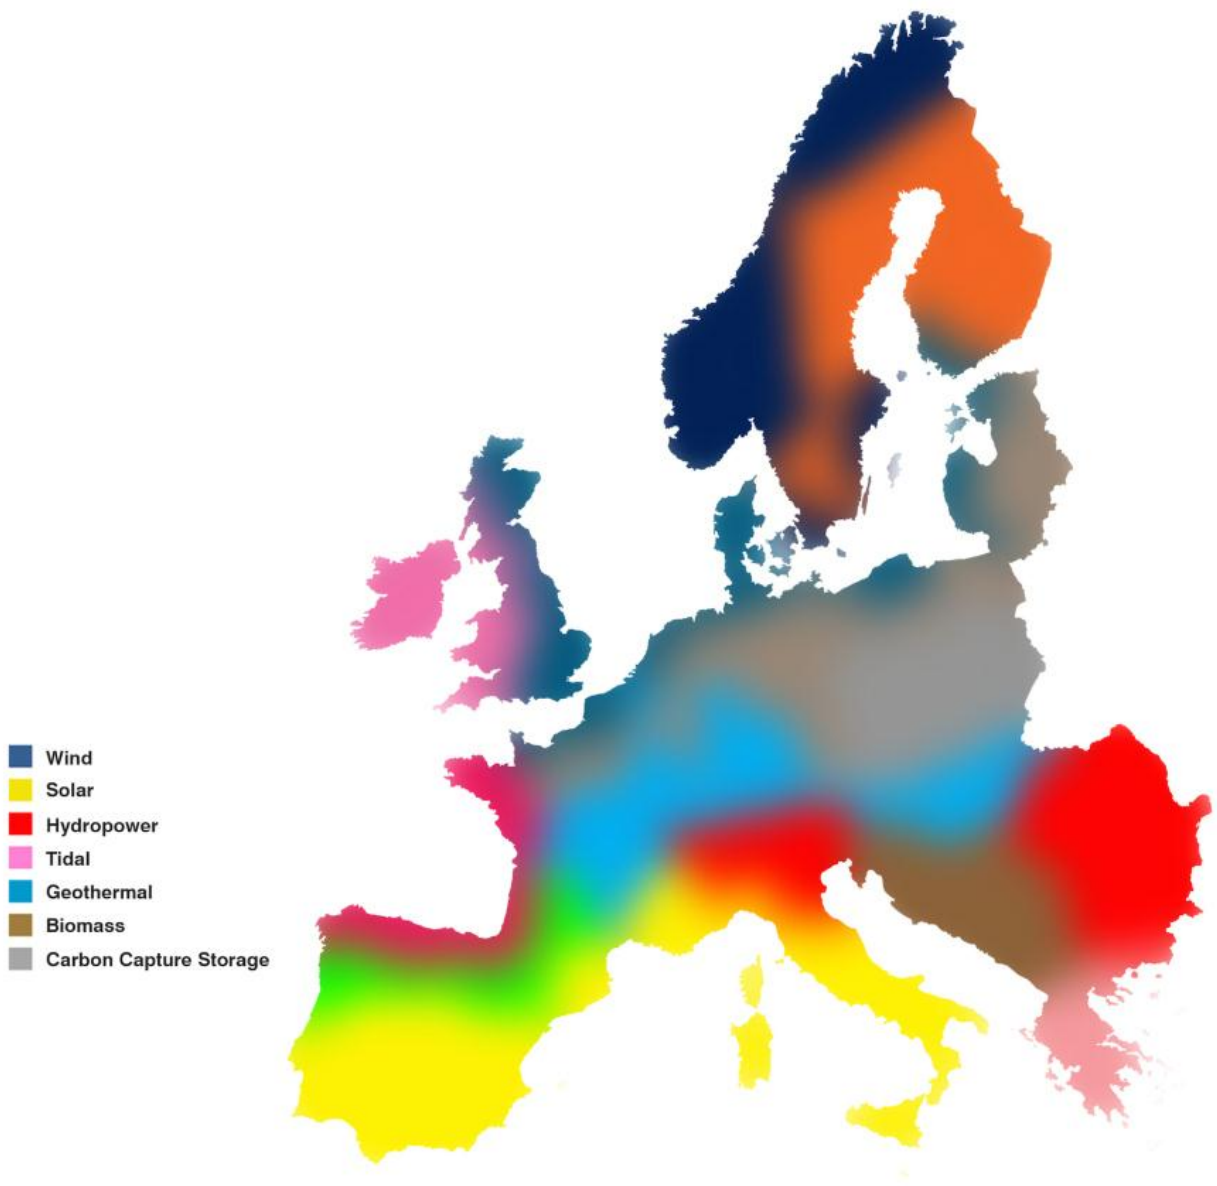 Wind
Solar
Hydropower
Tidal
Geothermal
Biomass
Carbon Capture Storage